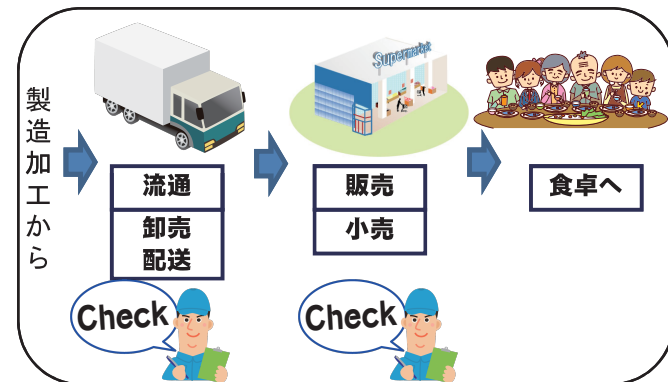 製造加工から
流通
卸売
配送
Check
Supermarket
販売
小売
Check
食卓へ